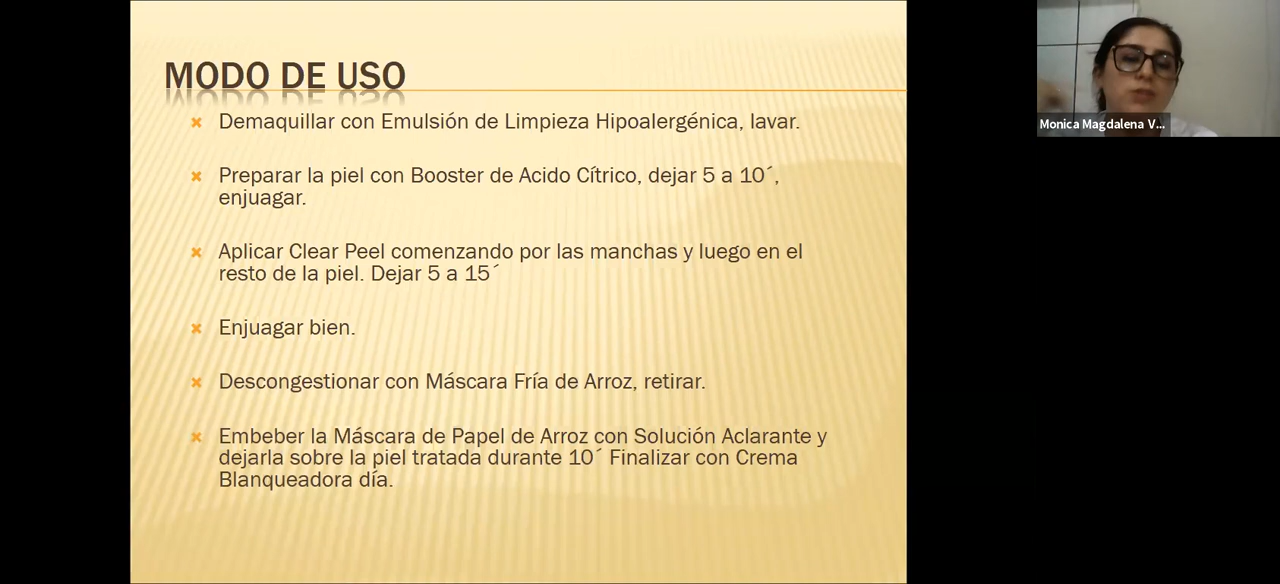 MODO DE USO
Demaquillar con Emulsión de Limpieza Hipoalergénica, lavar.
Preparar la piel con Booster de Acido Cítrico, dejar 5 a 10´,
enjuagar.
Aplicar Clear Peel comenzando por las manchas y luego en el
resto de la piel. Dejar 5 a 15´
Enjuagar bien.
Descongestionar con Máscara Fría de Arroz, retirar.
Embeber la Máscara de Papel de Arroz con Solución Aclarante y
dejarla sobre la piel tratada durante 10´ Finalizar con Crema
Blanqueadora día.
Monica Magdalena V...